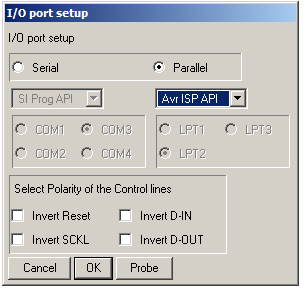 I/O port setup
I/O port setup
Serial
Parallel
SI Prog API
Avr ISP API
COM1
COM3
LPT1
LPT3
COM2
COM4
LPT2
Select Polarity of the Control lines
Invert Reset
Invert D-IN
Invert SCKL
Invert D-OUT
Cancel
OK
Probe